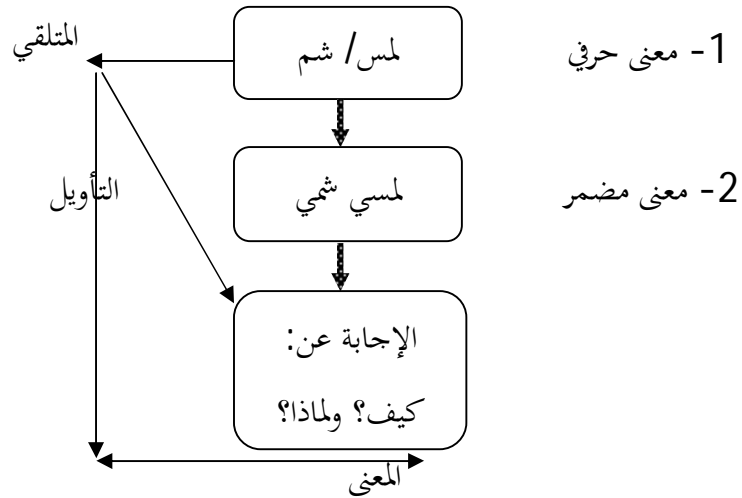 1- معنى حرفي
لمس/ شم
المتلقي
2- معنى مضمر
لمسي شمي
التأويل
الإجابة عن:
كيف؟ ولماذا؟
المعنى